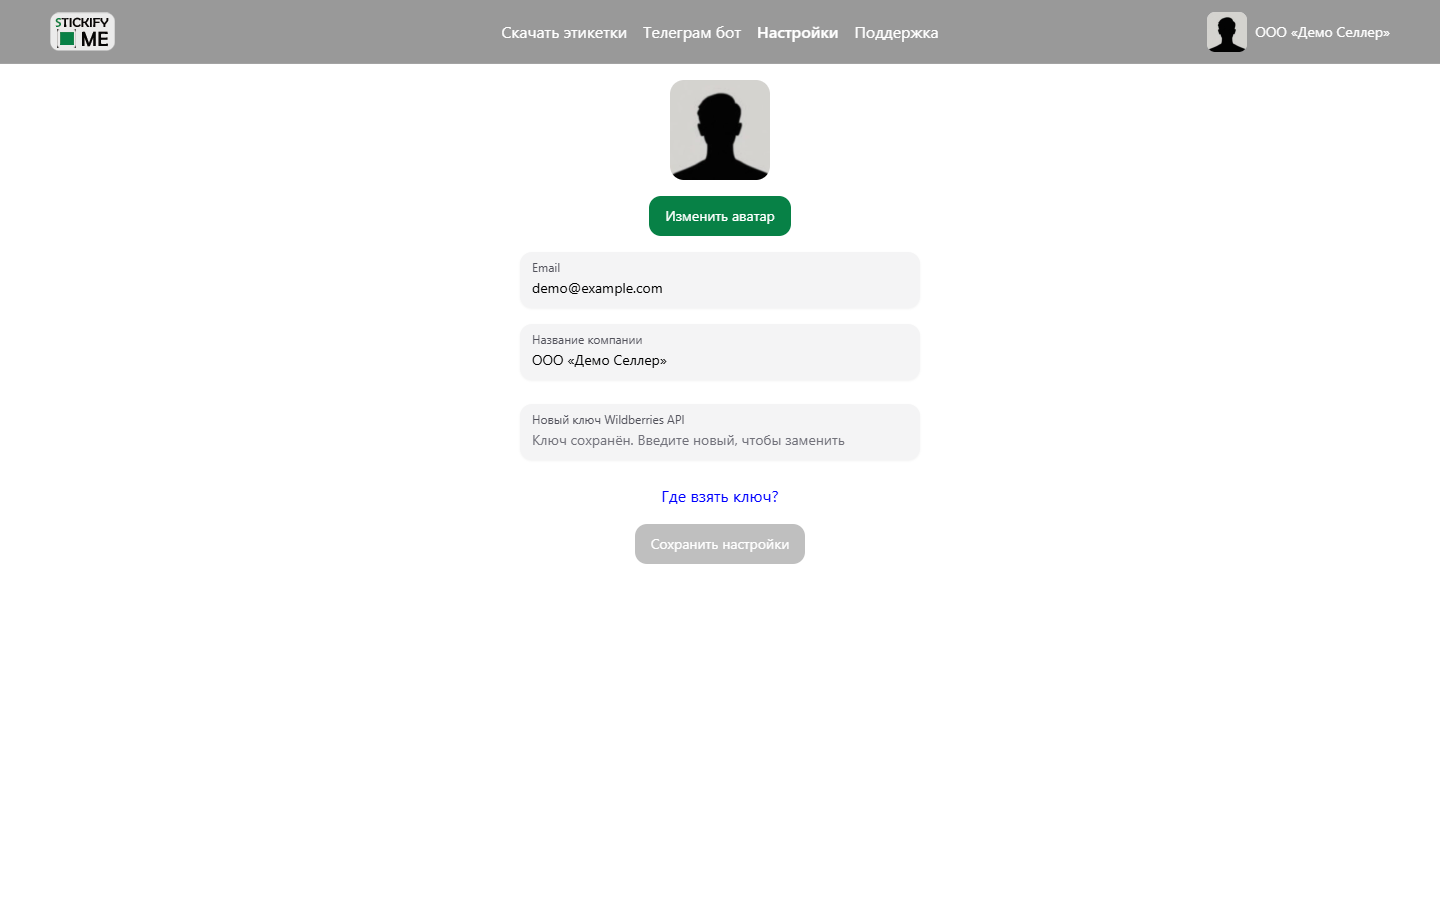 STICKIFY
ME
Скачать этикетки
Телеграм бот
Настройки
Поддержка
ООО «Демо Селлер»
Изменить аватар
Email
demo@example.com
Название компании
ООО «Демо Селлер»
Новый ключ Wildberries API
Ключ сохранён. Введите новый, чтобы заменить
Где взять ключ?
Сохранить настройки